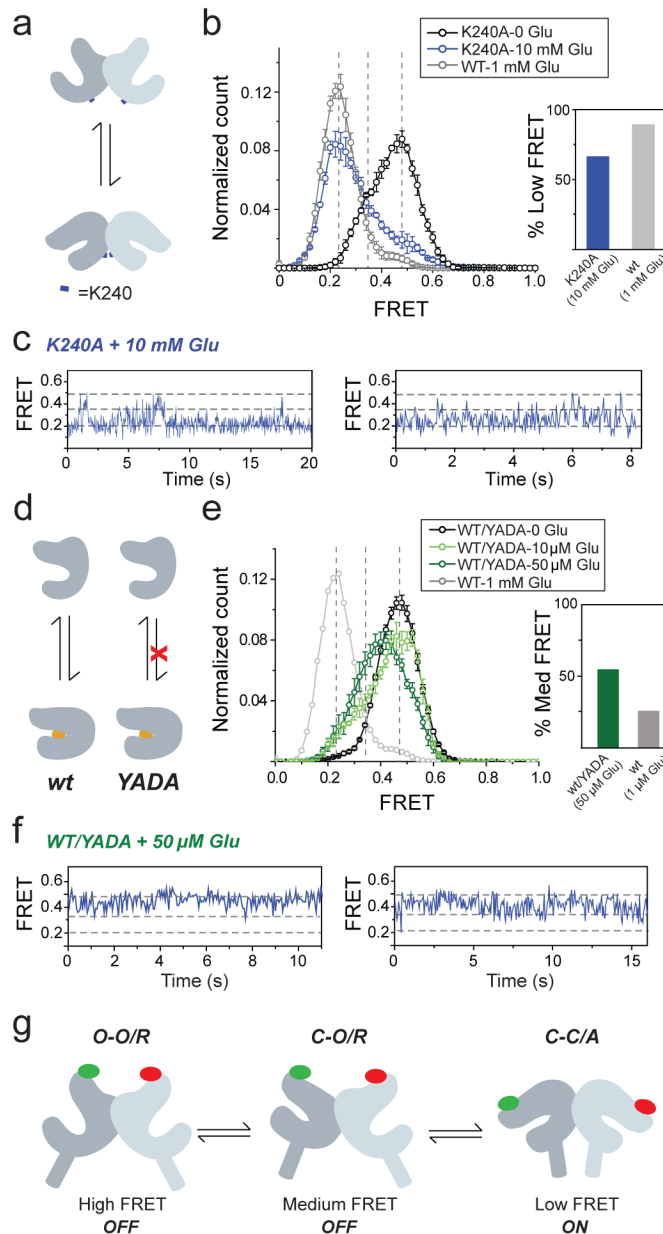 a
=K240
b
K240A-0 Glu
K240A-10 mM Glu
WT-1 mM Glu
Normalized count
0.12
0.08
0.04
0.0
0.2
0.4
0.6
0.8
1.0
FRET
% Low FRET
100
50
0
K240A
(10 mM Glu)
wt
(1 mM Glu)
c
K240A + 10 mM Glu
FRET
0.6
0.4
0.2
0
5
10
15
20
Time (s)
FRET
0.6
0.4
0.2
0
2
4
6
8
Time (s)
d
wt
X
YADA
e
WT/YADA-0 Glu
WT/YADA-10 µM Glu
WT/YADA-50 µM Glu
WT-1 mM Glu
Normalized count
0.12
0.08
0.04
0.0
0.2
0.4
0.6
0.8
1.0
FRET
% Med FRET
100
50
0
wt/YADA
(50 µM Glu)
wt
(1 µM Glu)
f
WT/YADA + 50 µM Glu
FRET
0.6
0.4
0.2
0
2
4
6
8
10
Time (s)
FRET
0.6
0.4
0.2
0
5
10
15
Time (s)
g
O-O/R
C-O/R
C-C/A
High FRET
OFF
Medium FRET
OFF
Low FRET
ON